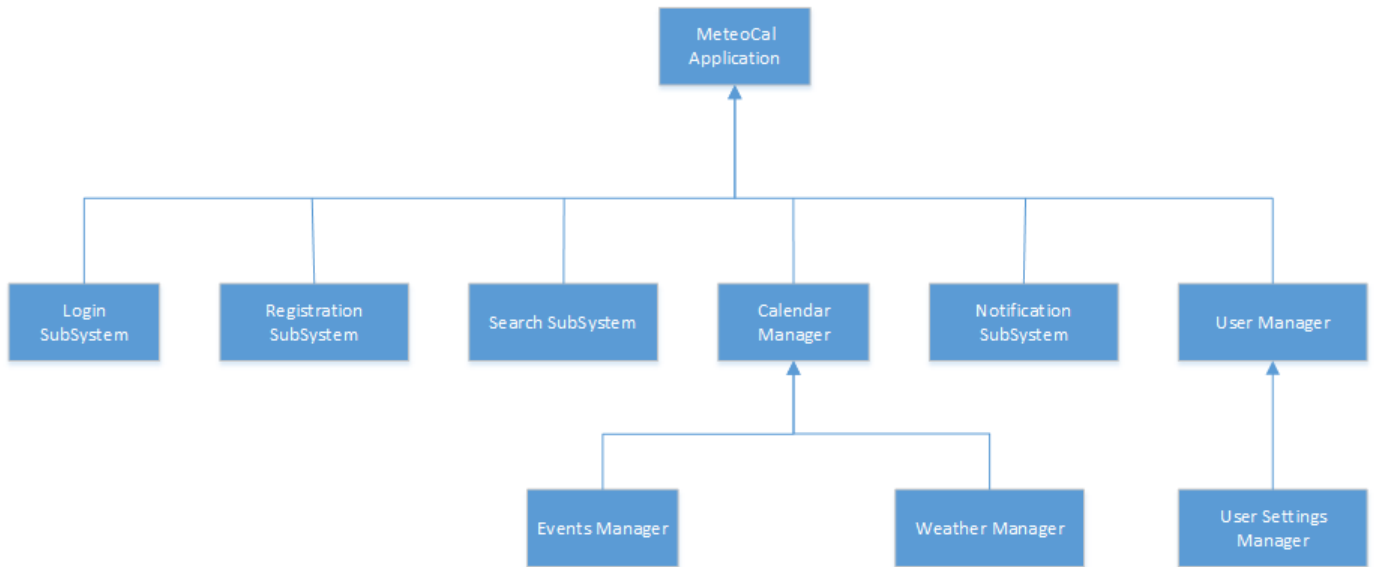 MeteoCal
Application
Login
SubSystem
Registration
SubSystem
Search SubSystem
Calendar
Manager
Notification
SubSystem
User Manager
Events Manager
Weather Manager
User Settings
Manager